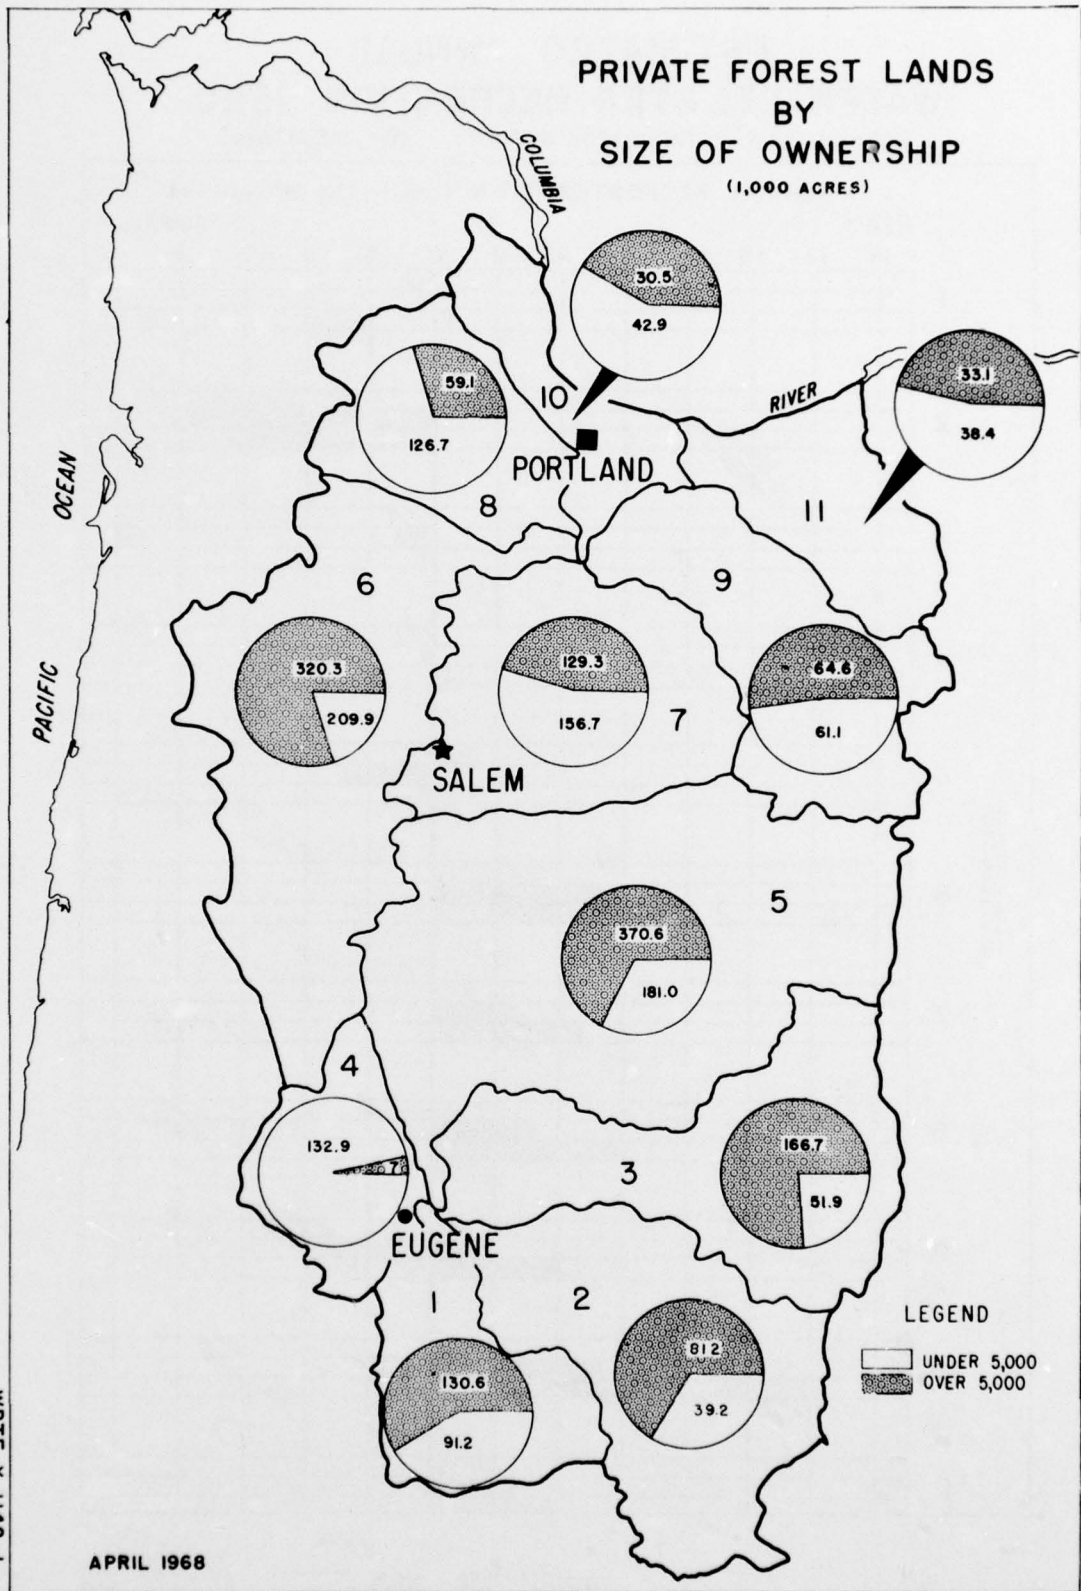 PRIVATE FOREST LANDS
BY
SIZE OF OWNERSHIP
(1,000 ACRES)
COLUMBIA
RIVER
PACIFIC OCEAN
30.5
42.9
10
59.1
126.7
8
PORTLAND
33.1
38.4
11
6
320.3
209.9
129.3
156.7
7
9
64.6
61.1
SALEM
5
370.6
181.0
4
132.9
7
EUGENE
3
166.7
51.9
1
130.6
91.2
2
81.2
39.2
LEGEND
UNDER 5,000
OVER 5,000
APRIL 1968